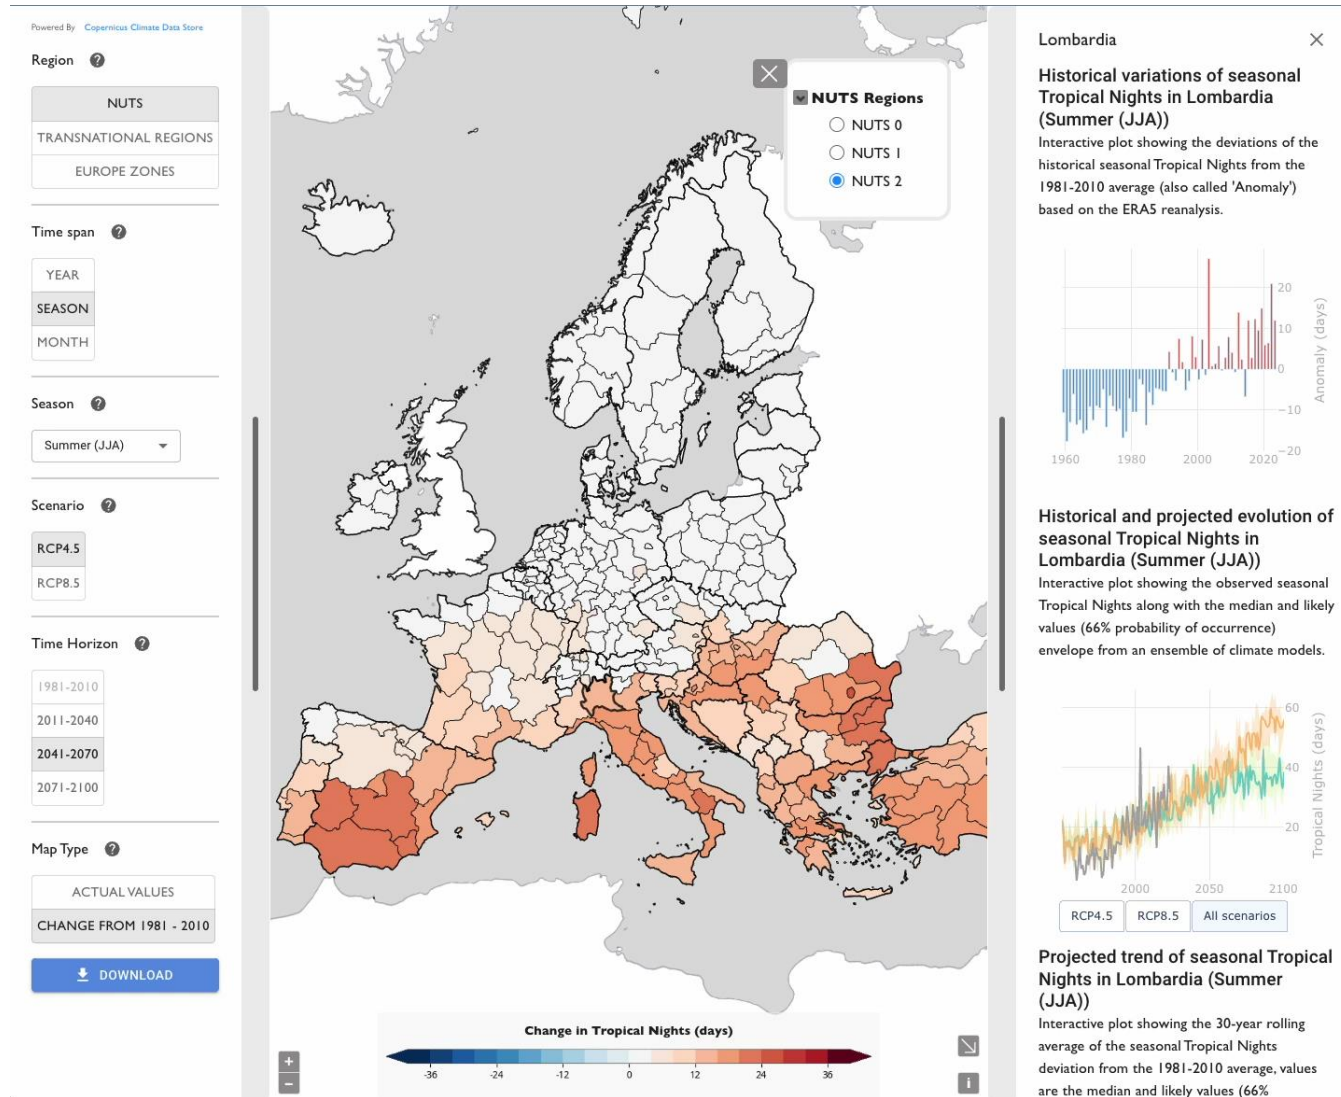 Powered By Copernicus Climate Data Store
Region
NUTS
TRANSNATIONAL REGIONS
EUROPE ZONES
Time span
YEAR
SEASON
MONTH
Season
Summer (JJA)
Scenario
RCP4.5
RCP8.5
Time Horizon
1981-2010
2011-2040
2041-2070
2071-2100
Map Type
ACTUAL VALUES
CHANGE FROM 1981 - 2010
DOWNLOAD
NUTS Regions
NUTS 0
NUTS 1
NUTS 2
Change in Tropical Nights (days)
-36 -24 -12 0 12 24 36
+
−
i
Lombardia
Historical variations of seasonal
Tropical Nights in Lombardia
(Summer (JJA))
Interactive plot showing the deviations of the
historical seasonal Tropical Nights from the
1981-2010 average (also called 'Anomaly')
based on the ERA5 reanalysis.
20
10
0
−10
−20
Anomaly (days)
1960 1980 2000 2020
Historical and projected evolution of
seasonal Tropical Nights in
Lombardia (Summer (JJA))
Interactive plot showing the observed seasonal
Tropical Nights along with the median and likely
values (66% probability of occurrence)
envelope from an ensemble of climate models.
60
40
20
Tropical Nights (days)
2000 2050 2100
RCP4.5 RCP8.5 All scenarios
Projected trend of seasonal Tropical
Nights in Lombardia (Summer
(JJA))
Interactive plot showing the 30-year rolling
average of the seasonal Tropical Nights
deviation from the 1981-2010 average, values
are the median and likely values (66%